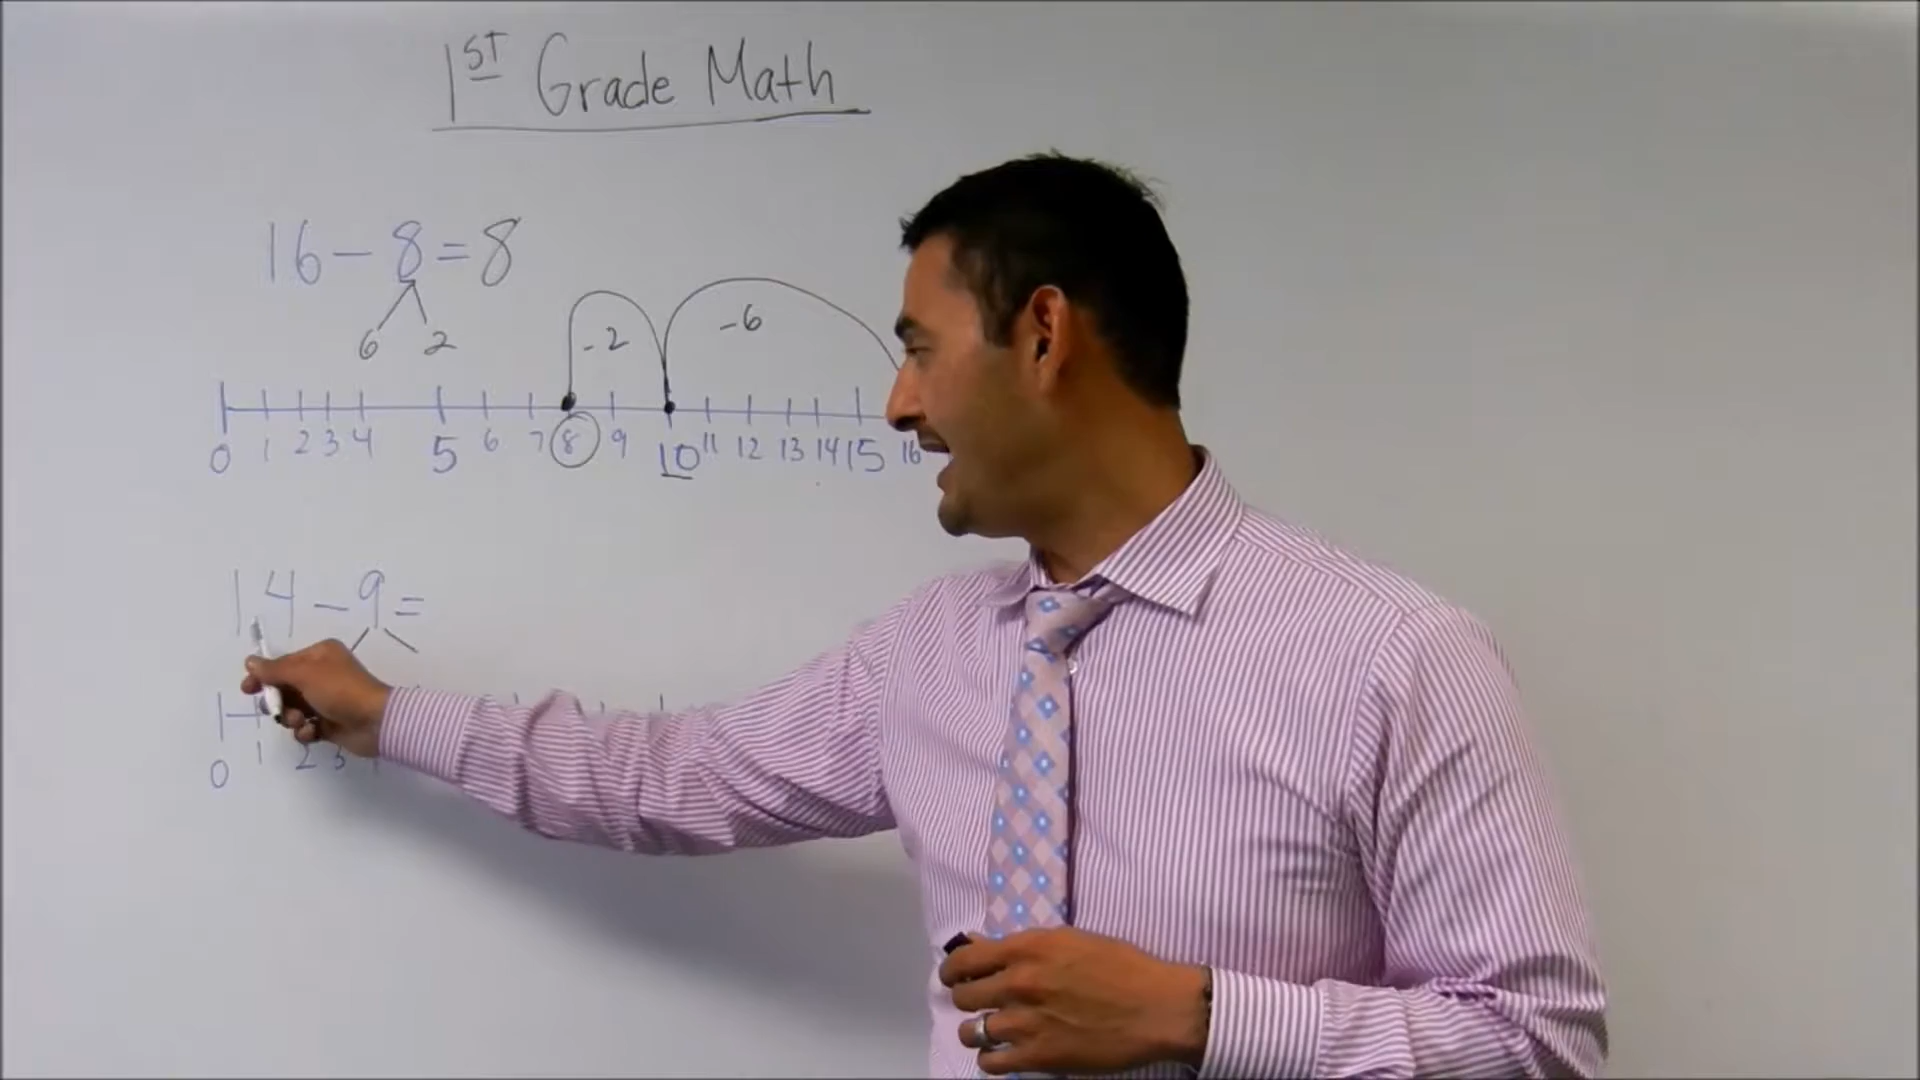 1ST Grade Math
16 - 8 = 8
6 2
-2 -6
0 1 2 3 4 5 6 7 8 9 10 11 12 13 14 15 16
14 - 9 =
0 1 2 3